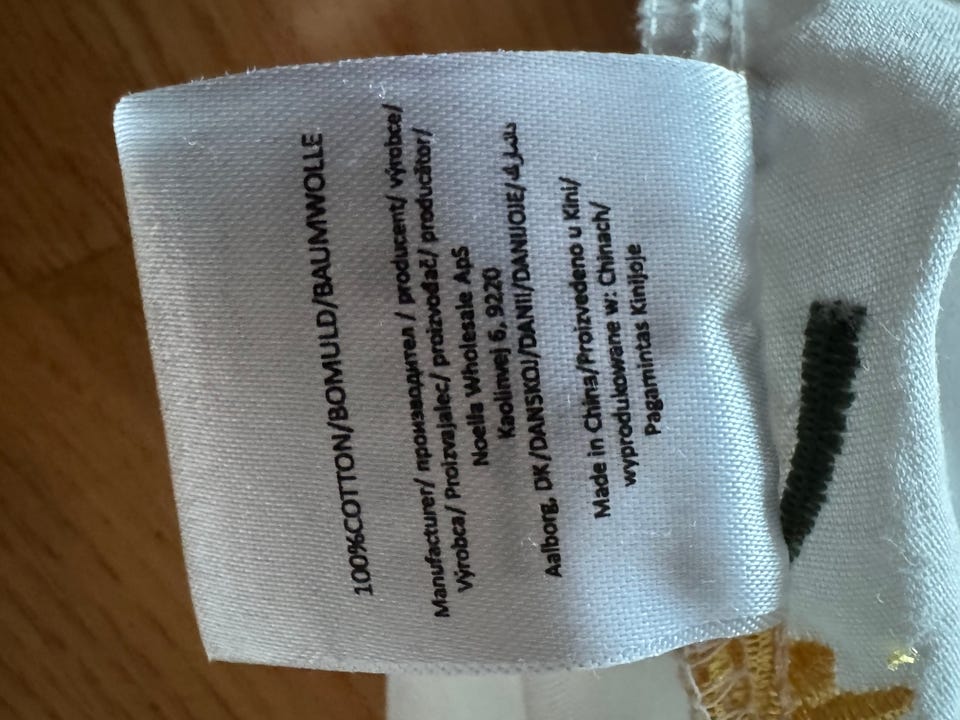 100%COTTON/BOMULD/BAUMWOLLE
Manufacturer/ производител / producent/ výrobce/
Výrobca/ Proizvajalec/ proizvođač/ producător/
Noella Wholesale ApS
Kaolinvej 6, 9220
Aalborg, DK/DANSKOJ/DANII/DANIJOJE/
Made in China/Proizvedeno u Kini/
wyprodukowane w: Chinach/
Pagamintas Kinijoje